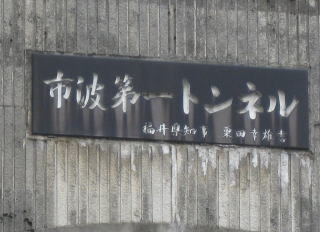 市波第一トンネル
福井県知事 栗田幸雄書